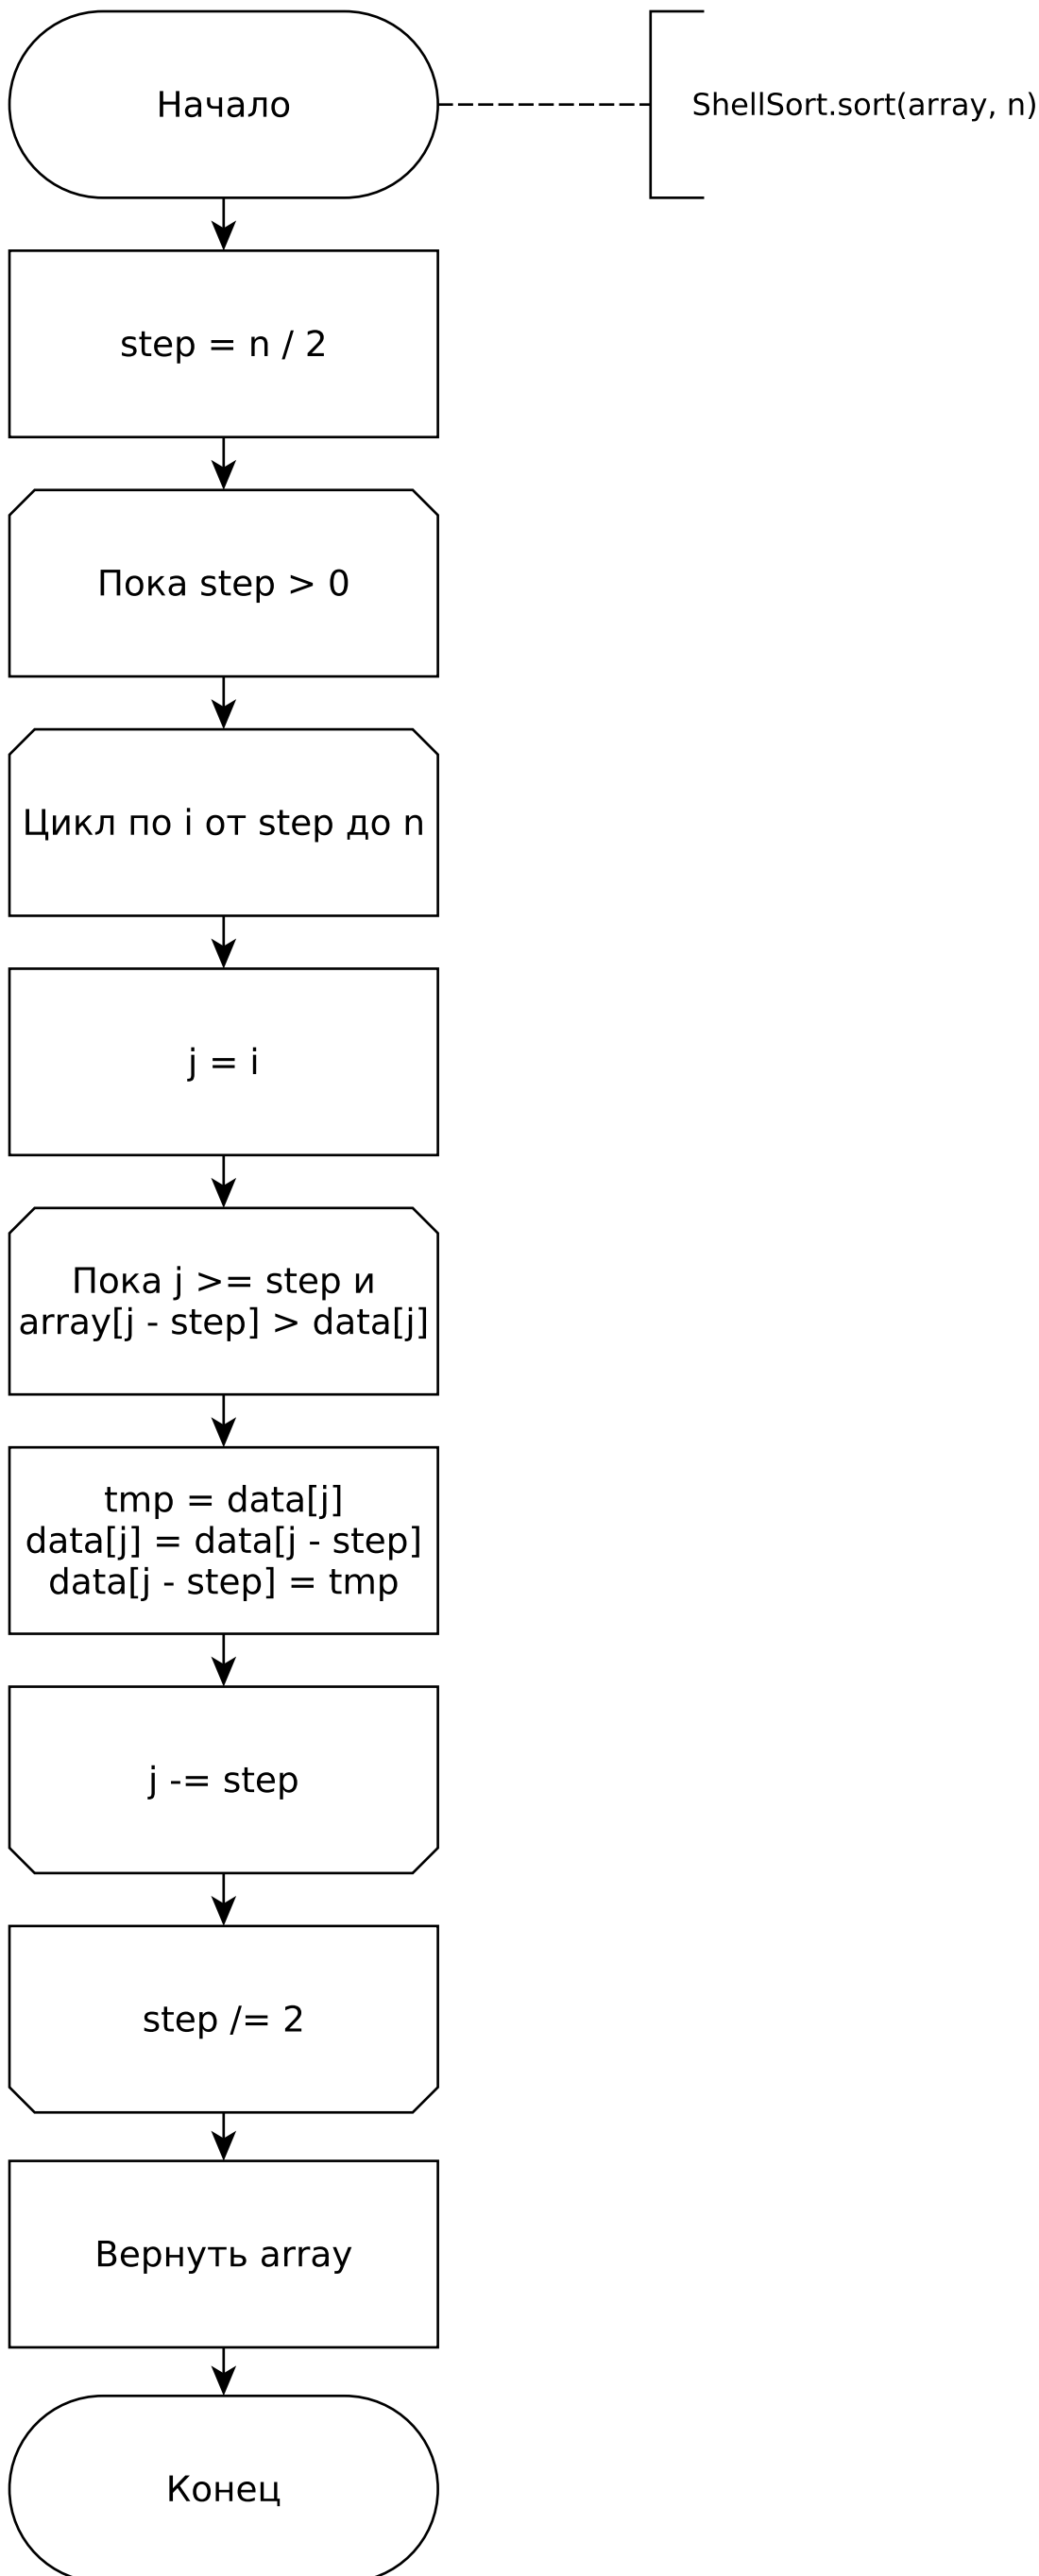 Начало
ShellSort.sort(array, n)
step = n / 2
Пока step > 0
Цикл по i от step до n
j = i
Пока j >= step и
array[j - step] > data[j]
tmp = data[j]
data[j] = data[j - step]
data[j - step] = tmp
j -= step
step /= 2
Вернуть array
Конец